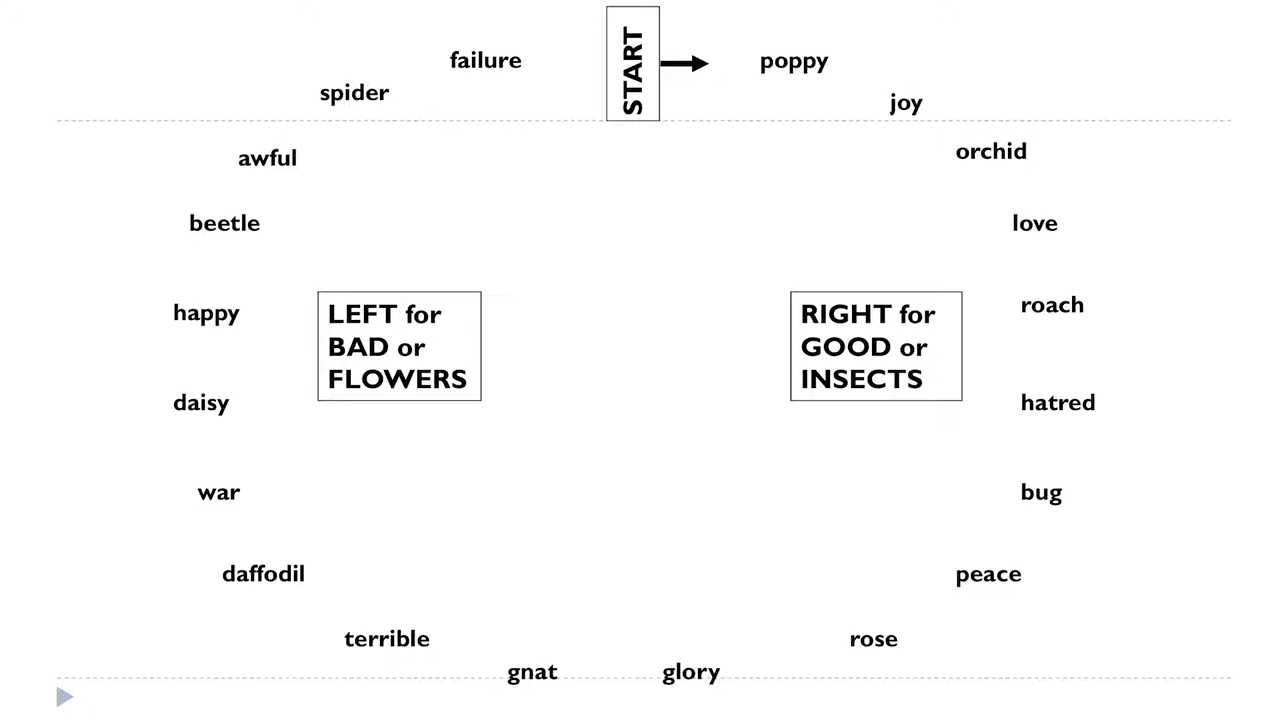 START
poppy
joy
orchid
love
roach
hatred
bug
peace
rose
glory
gnat
terrible
daffodil
war
daisy
happy
beetle
awful
spider
failure
LEFT for
BAD or
FLOWERS
RIGHT for
GOOD or
INSECTS